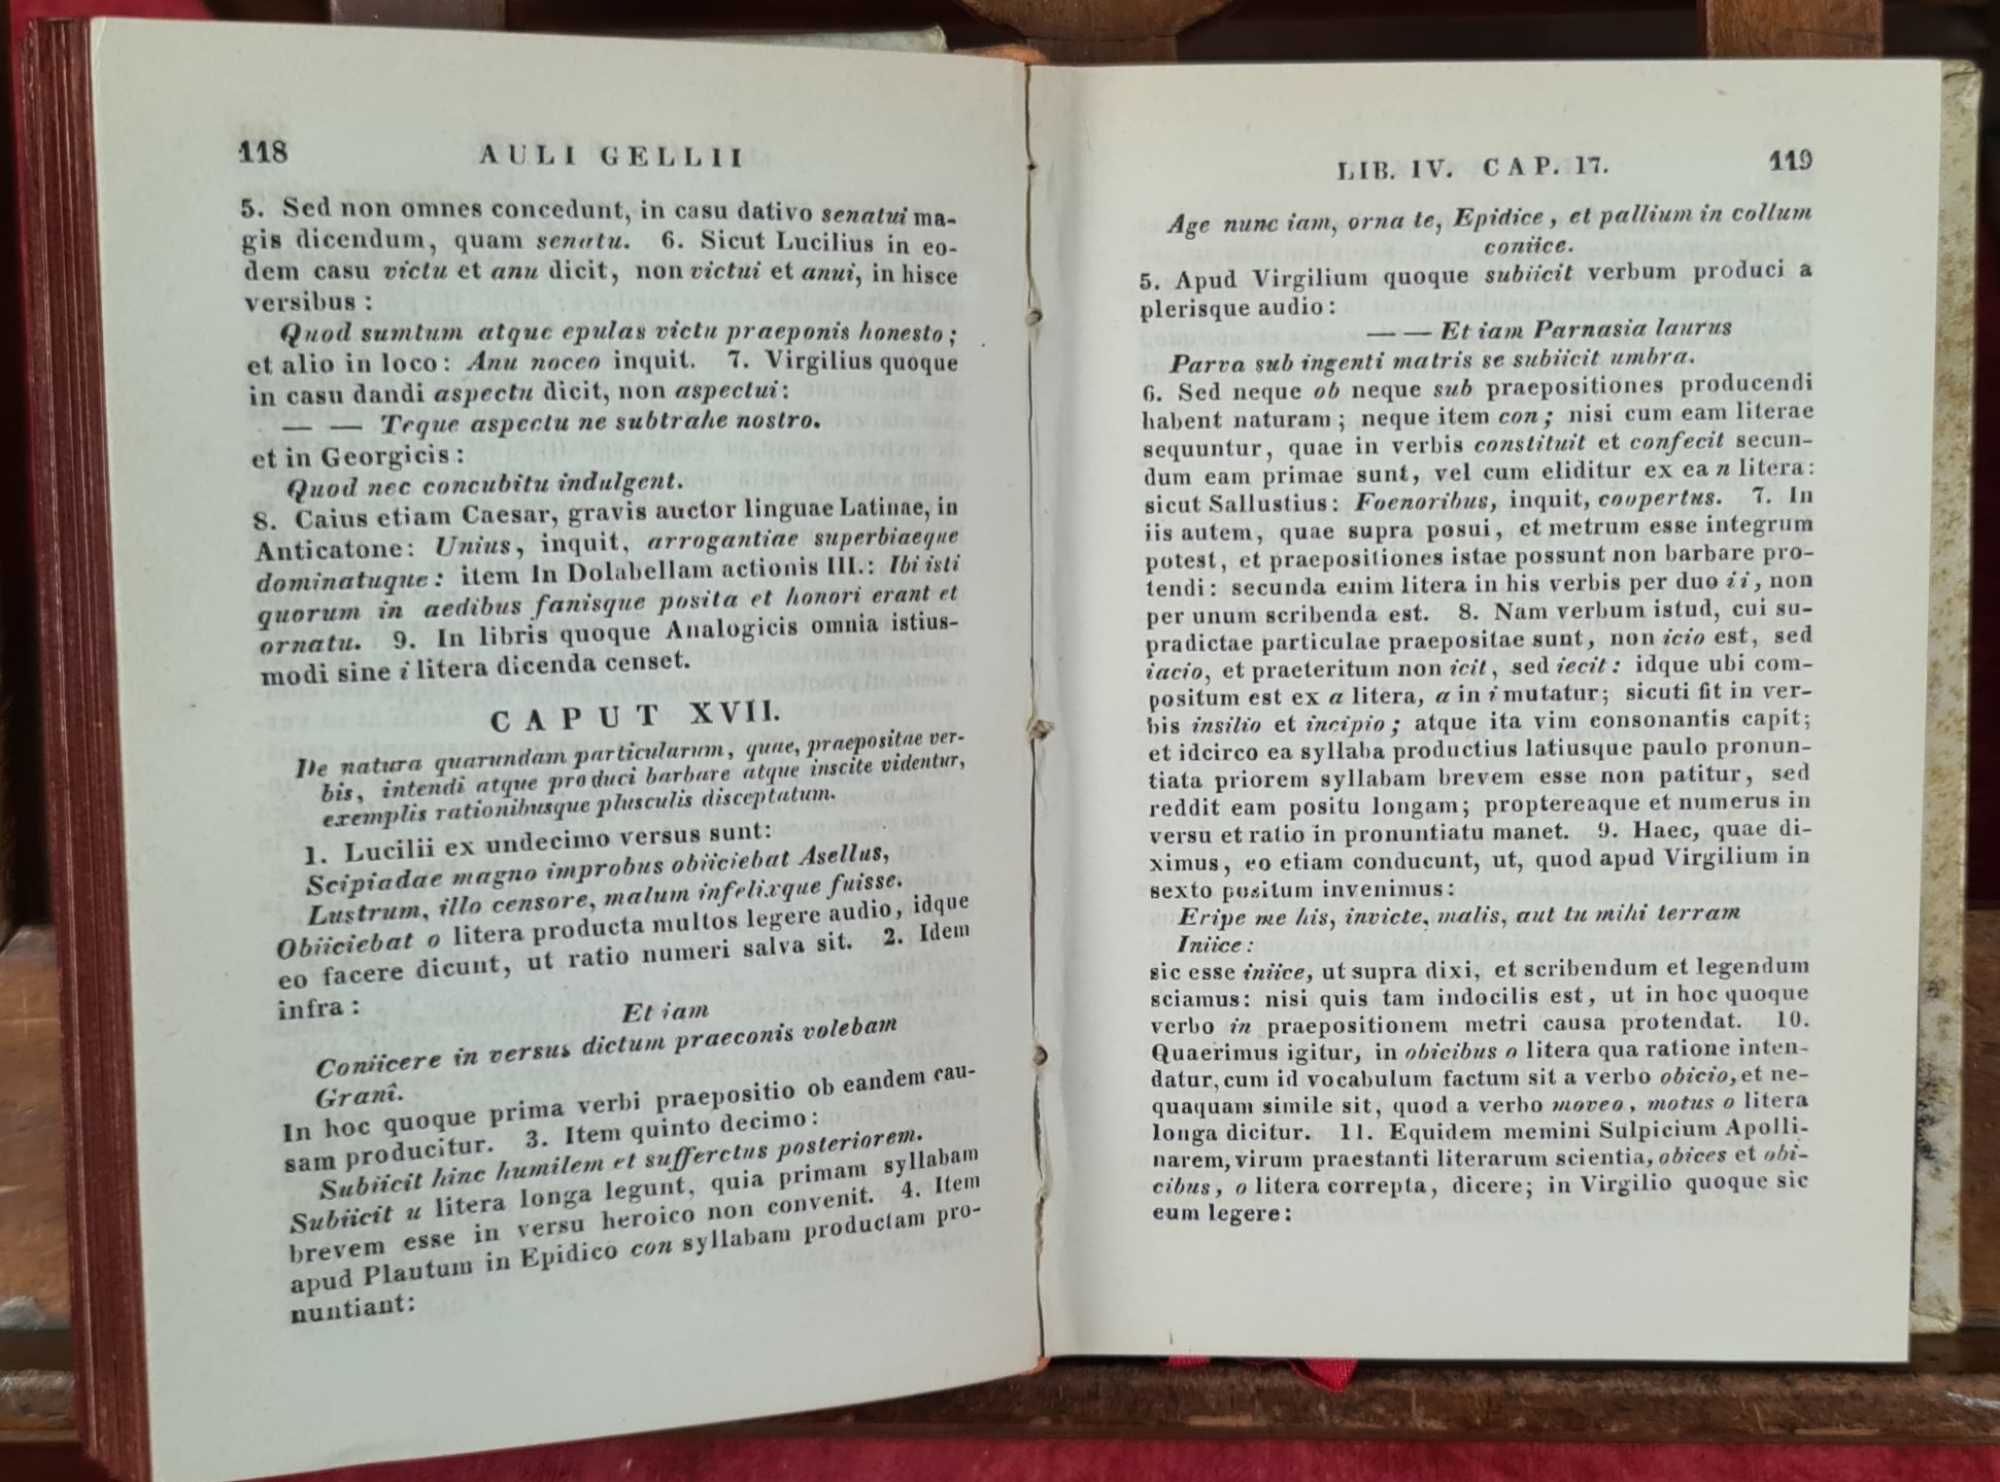 118 AULI GELLII
5. Sed non omnes concedunt, in casu dativo senatui ma-
gis dicendum, quam senatu. 6. Sicut Lucilius in eo-
dem casu victu et anu dicit, non victui et anui, in hisce
versibus :
Quod sumtum atque epulas victu praeponis honesto;
et alio in loco: Anu noceo inquit. 7. Virgilius quoque
in casu dandi aspectu dicit, non aspectui:
— — Teque aspectu ne subtrahe nostro.
et in Georgicis:
Quod nec concubitu indulgent.
8. Caius etiam Caesar, gravis auctor linguae Latinae, in
Anticatone: Unius, inquit, arrogantiae superbiaeque
dominatuque: item In Dolabellam actionis III.: Ibi isti
quorum in aedibus fanisque posita et honori erant et
ornatu. 9. In libris quoque Analogicis omnia istius-
modi sine i litera dicenda censet.
CAPUT XVII.
De natura quarundam particularum, quae, praepositae ver-
bis, intendi atque produci barbare atque inscite videntur,
exemplis rationibusque plusculis disceptatum.
1. Lucilii ex undecimo versus sunt:
Scipiadae magno improbus obiiciebat Asellus,
Lustrum, illo censore, malum infelixque fuisse.
Obiiciebat o litera producta multos legere audio, idque
eo facere dicunt, ut ratio numeri salva sit. 2. Idem
infra :
Et iam
Coniicere in versus dictum praeconis volebam
Granî.
In hoc quoque prima verbi praepositio ob eandem cau-
sam producitur. 3. Item quinto decimo:
Subiicit hinc humilem et sufferctus posteriorem.
Subiicit u litera longa legunt, quia primam syllabam
brevem esse in versu heroico non convenit. 4. Item
apud Plautum in Epidico con syllabam productam pro-
nuntiant:
LIB. IV. CAP. 17. 119
Age nunc iam, orna te, Epidice, et pallium in collum
coniice.
5. Apud Virgilium quoque subiicit verbum produci a
plerisque audio:
— — Et iam Parnasia laurus
Parva sub ingenti matris se subiicit umbra.
6. Sed neque ob neque sub praepositiones producendi
habent naturam; neque item con; nisi cum eam literae
sequuntur, quae in verbis constituit et confecit secun-
dum eam primae sunt, vel cum eliditur ex ea n litera:
sicut Sallustius: Foenoribus, inquit, coopertus. 7. In
iis autem, quae supra posui, et metrum esse integrum
potest, et praepositiones istae possunt non barbare pro-
tendi: secunda enim litera in his verbis per duo ii, non
per unum scribenda est. 8. Nam verbum istud, cui su-
pradictae particulae praepositae sunt, non icio est, sed
iacio, et praeteritum non icit, sed iecit: idque ubi com-
positum est ex a litera, a in i mutatur; sicuti fit in ver-
bis insilio et incipio; atque ita vim consonantis capit;
et idcirco ea syllaba productius latiusque paulo pronun-
tiata priorem syllabam brevem esse non patitur, sed
reddit eam positu longam; proptereaque et numerus in
versu et ratio in pronuntiatu manet. 9. Haec, quae di-
ximus, eo etiam conducunt, ut, quod apud Virgilium in
sexto positum invenimus:
Eripe me his, invicte, malis, aut tu mihi terram
Iniice:
sic esse iniice, ut supra dixi, et scribendum et legendum
sciamus: nisi quis tam indocilis est, ut in hoc quoque
verbo in praepositionem metri causa protendat. 10.
Quaerimus igitur, in obicibus o litera qua ratione inten-
datur, cum id vocabulum factum sit a verbo obicio, et ne-
quaquam simile sit, quod a verbo moveo, motus o litera
longa dicitur. 11. Equidem memini Sulpicium Apolli-
narem, virum praestanti literarum scientia, obices et obi-
cibus, o litera correpta, dicere; in Virgilio quoque sic
eum legere: